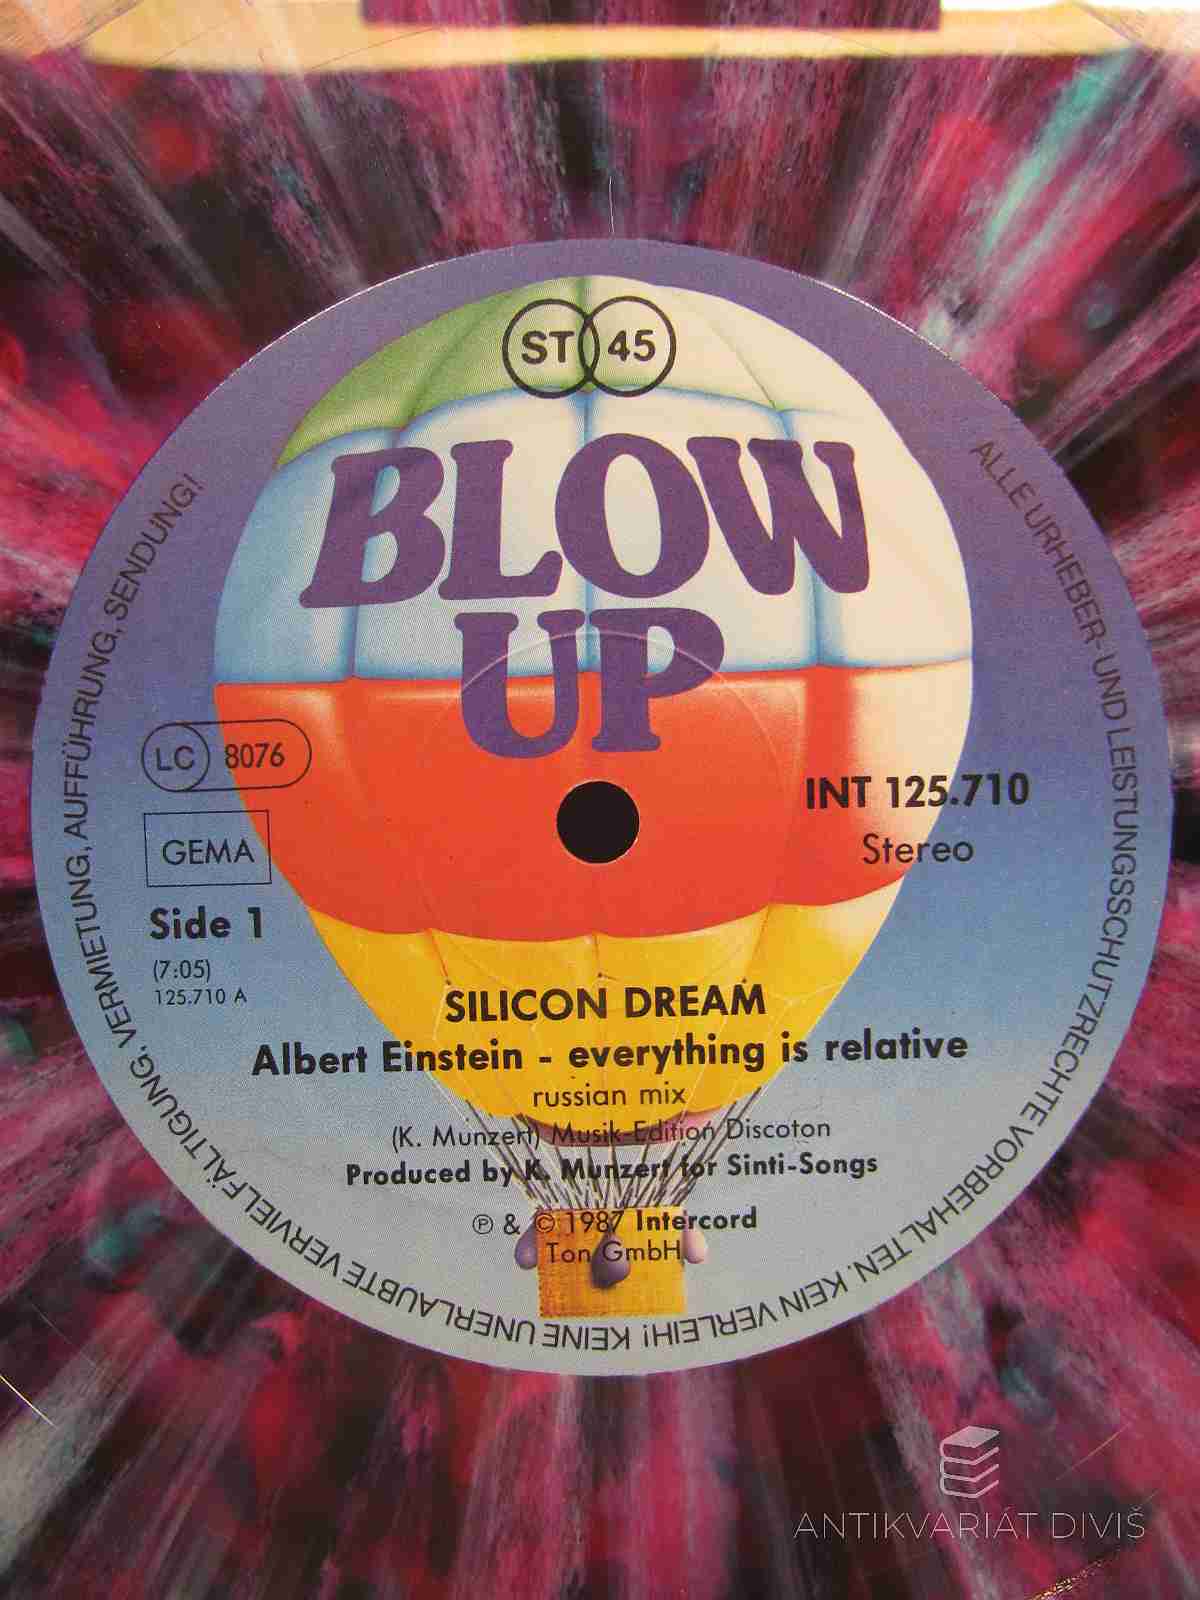 ST 45
BLOW
UP
LC 8076
GEMA
INT 125.710
Stereo
Side 1
(7:05)
125.710 A
SILICON DREAM
Albert Einstein - everything is relative
russian mix
(K. Munzert) Musik-Edition Discoton
Produced by K. Munzert for Sinti-Songs
℗ & © 1987 Intercord
Ton GmbH
ALLE URHEBER- UND LEISTUNGSSCHUTZRECHTE VORBEHALTEN. KEIN VERLEIH! KEINE UNERLAUBTE VERVIELFÄLTIGUNG, VERMIETUNG, AUFFÜHRUNG, SENDUNG!
ANTIKVARIÁT DIVIŠ